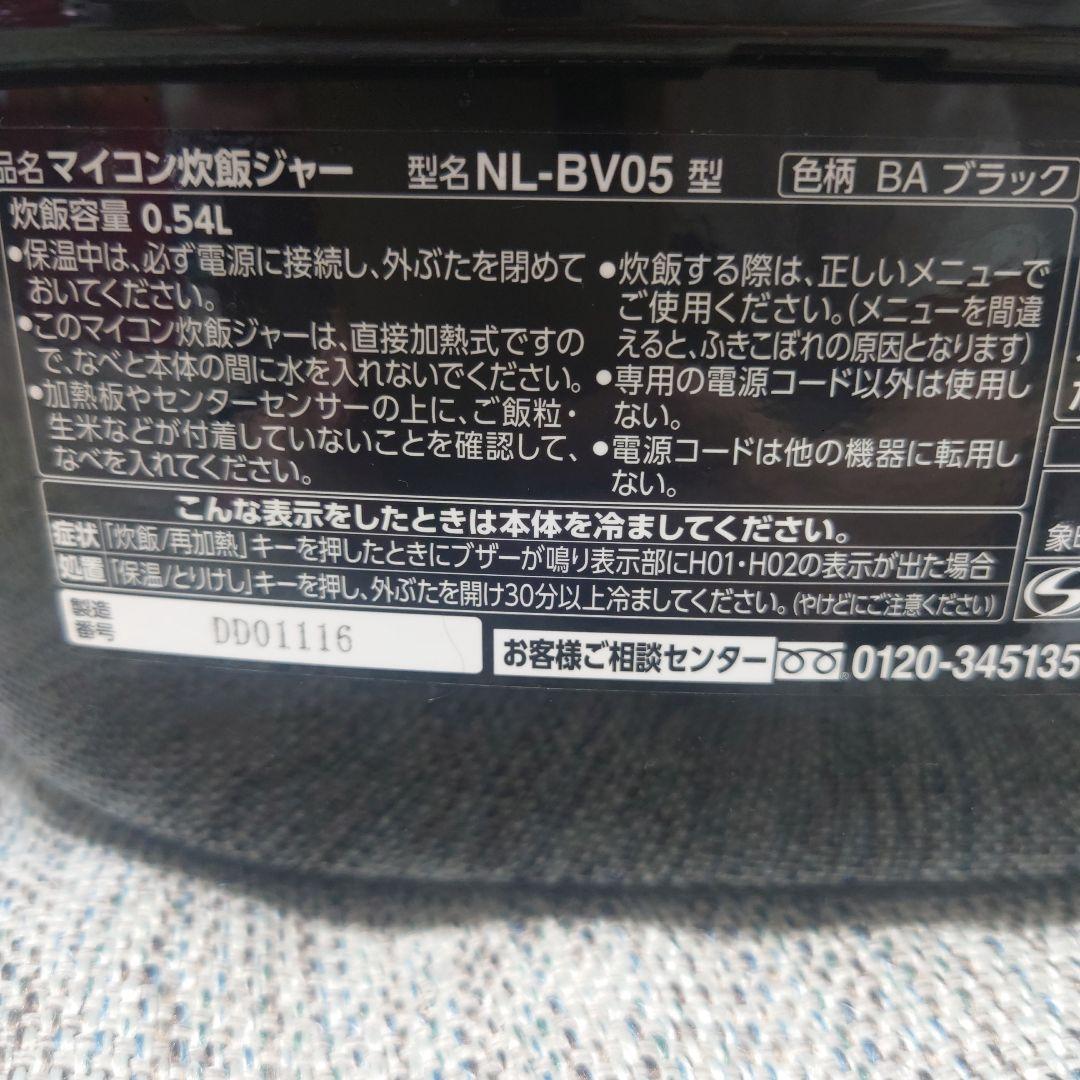 品名 マイコン炊飯ジャー 型名 NL-BV05 型 色柄 BA ブラック
炊飯容量 0.54L
•保温中は、必ず電源に接続し、外ぶたを閉めて
おいてください。
•このマイコン炊飯ジャーは、直接加熱式ですの
で、なべと本体の間に水を入れないでください。
•加熱板やセンターセンサーの上に、ご飯粒・
生米などが付着していないことを確認して、
なべを入れてください。
•炊飯する際は、正しいメニューで
ご使用ください。(メニューを間違
えると、ふきこぼれの原因となります)
•専用の電源コード以外は使用し
ない。
•電源コードは他の機器に転用し
ない。
こんな表示をしたときは本体を冷ましてください。
症状 「炊飯/再加熱」キーを押したときにブザーが鳴り表示部にH01・H02の表示が出た場合
処置 「保温/とりけし」キーを押し、外ぶたを開け30分以上冷ましてください。(やけどにご注意ください)
製造
番号 DD01116
お客様ご相談センター 0120-345135
象